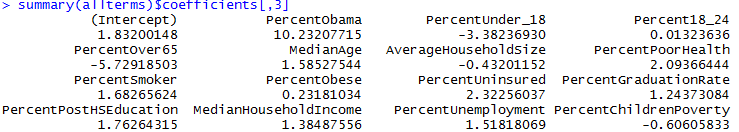 > summary(allterms)$coefficients[,3]
(Intercept) PercentObama PercentUnder_18 Percent18_24
1.83200148 10.23207715 -3.38236930 0.01323636
PercentOver65 MedianAge AverageHouseholdSize PercentPoorHealth
-5.72918503 1.58527544 -0.43201152 2.09366444
PercentSmoker PercentObese PercentUninsured PercentGraduationRate
1.68265624 0.23181034 2.32256037 1.24373084
PercentPostHSEducation MedianHouseholdIncome PercentUnemployment PercentChildrenPoverty
1.76264315 1.38487556 1.51818069 -0.60605833